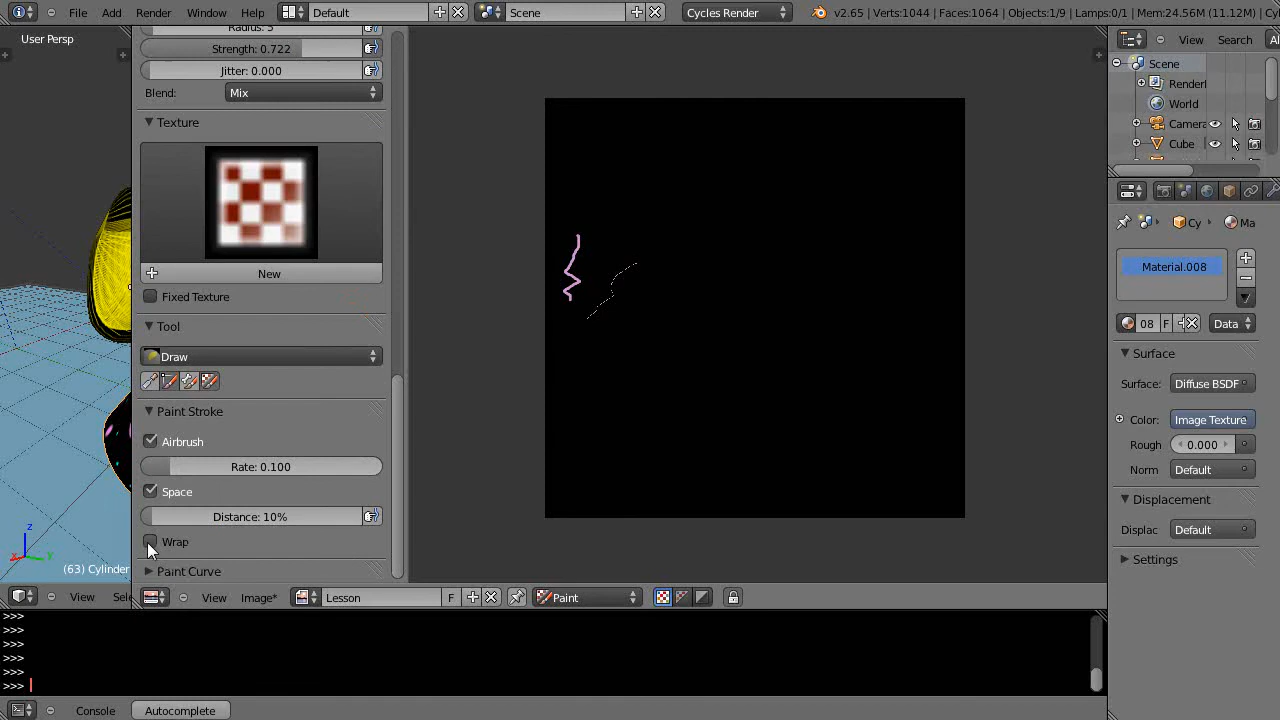 File Add Render Window Help Default Scene Cycles Render v2.65 | Verts:1044 | Faces:1064 | Objects:1/9 | Lamps:0/1 | Mem:24.56M (11.12M) |
User Persp
Radius: 5
View Search
Strength: 0.722
Scene
Jitter: 0.000
Blend: Mix
World
Texture
Camera
Cube
New
Material.008
Fixed Texture
Tool
08 F Data
Draw
Surface
Surface: Diffuse BSDF
Paint Stroke
Color: Image Texture
Airbrush
Rough 0.000
Rate: 0.100
Norm Default
Space
Displacement
Distance: 10%
Displac Default
Wrap
Settings
(63) Cylinder
Paint Curve
View Sele View Image* Lesson F Paint
>>>
>>>
>>>
>>>
>>>
>>>
Console Autocomplete